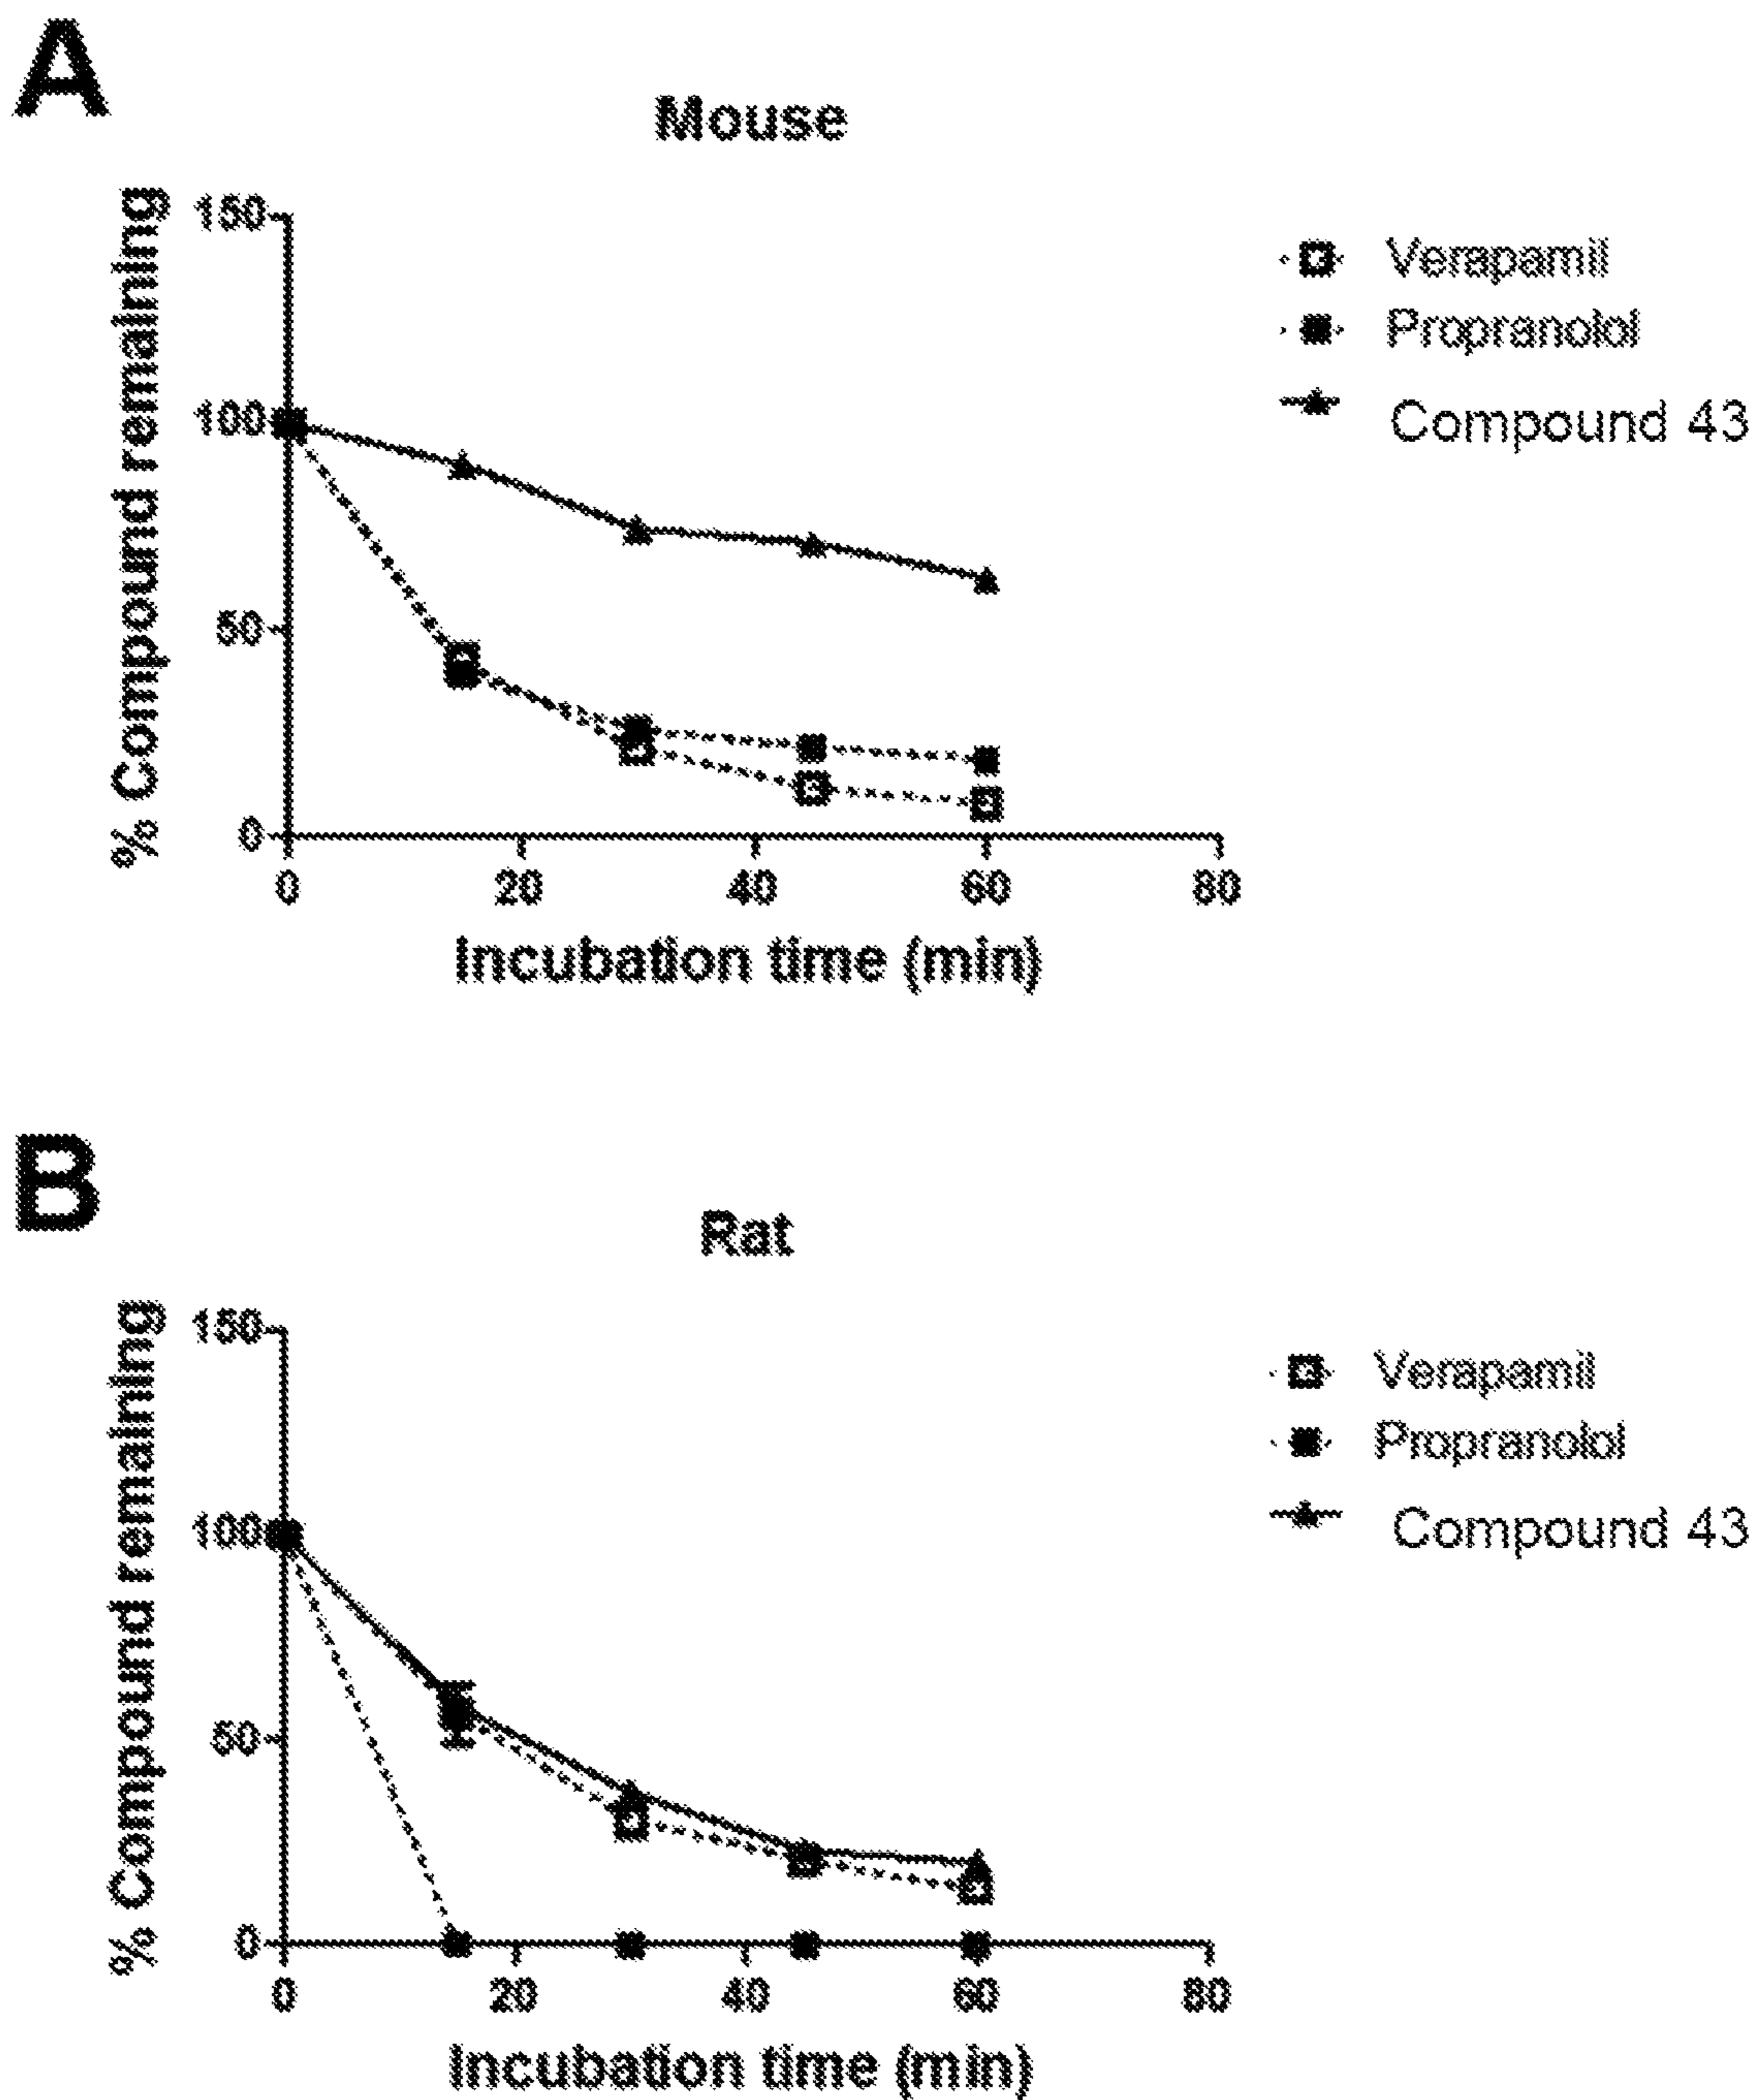 A
Mouse
% Compound remaining
150
100
50
0
0 20 40 60 80
Incubation time (min)
Verapamil
Propranolol
Compound 43
B
Rat
% Compound remaining
150
100
50
0
0 20 40 60 80
Incubation time (min)
Verapamil
Propranolol
Compound 43